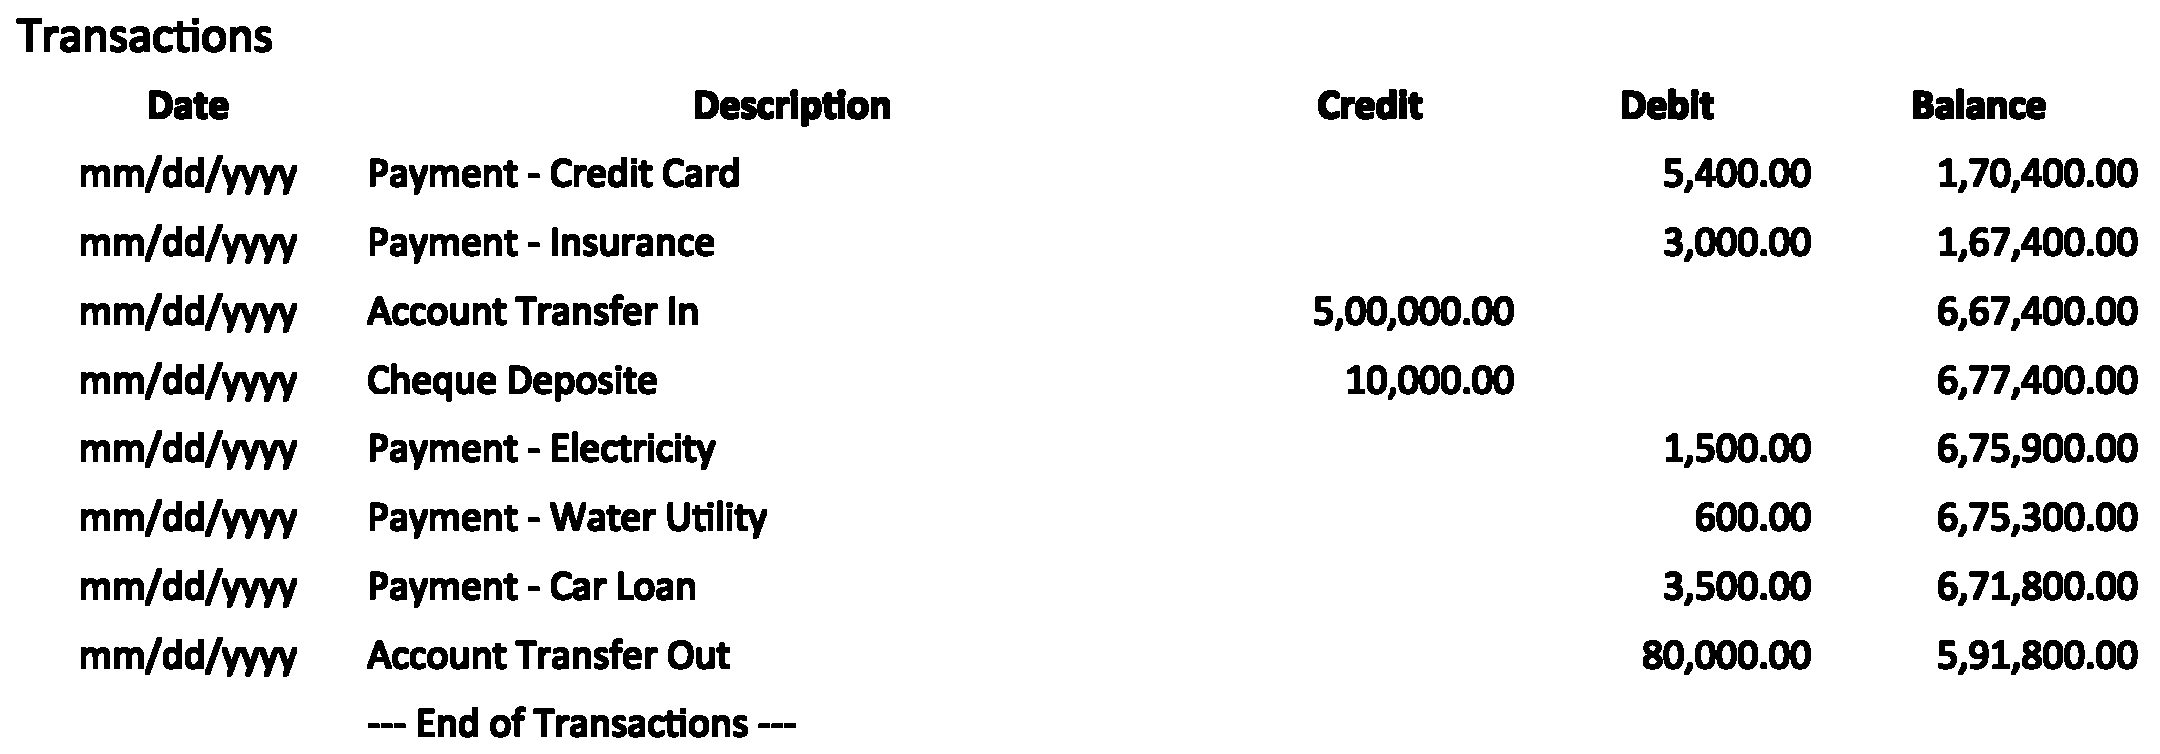 Transactions
Date Description Credit Debit Balance
mm/dd/yyyy Payment - Credit Card 5,400.00 1,70,400.00
mm/dd/yyyy Payment - Insurance 3,000.00 1,67,400.00
mm/dd/yyyy Account Transfer In 5,00,000.00 6,67,400.00
mm/dd/yyyy Cheque Deposite 10,000.00 6,77,400.00
mm/dd/yyyy Payment - Electricity 1,500.00 6,75,900.00
mm/dd/yyyy Payment - Water Utility 600.00 6,75,300.00
mm/dd/yyyy Payment - Car Loan 3,500.00 6,71,800.00
mm/dd/yyyy Account Transfer Out 80,000.00 5,91,800.00
--- End of Transactions ---